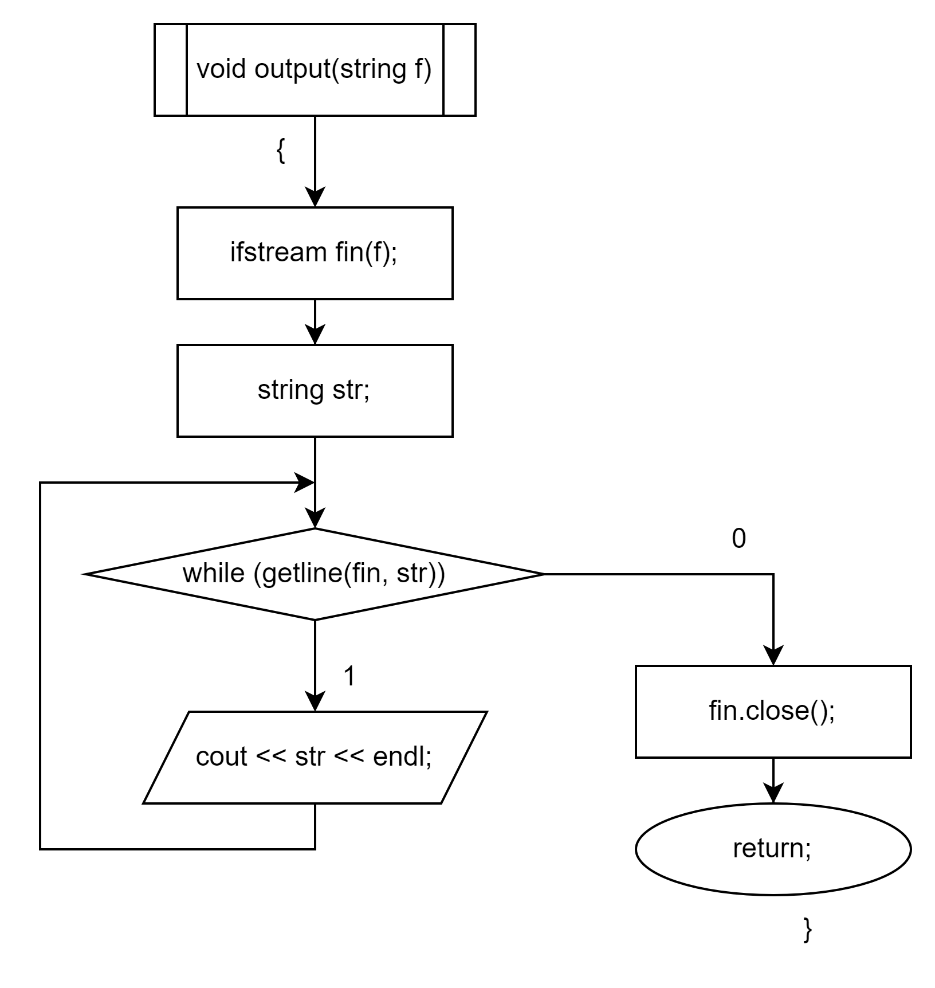 void output(string f)
{
ifstream fin(f);
string str;
while (getline(fin, str))
0
1
cout << str << endl;
fin.close();
return;
}